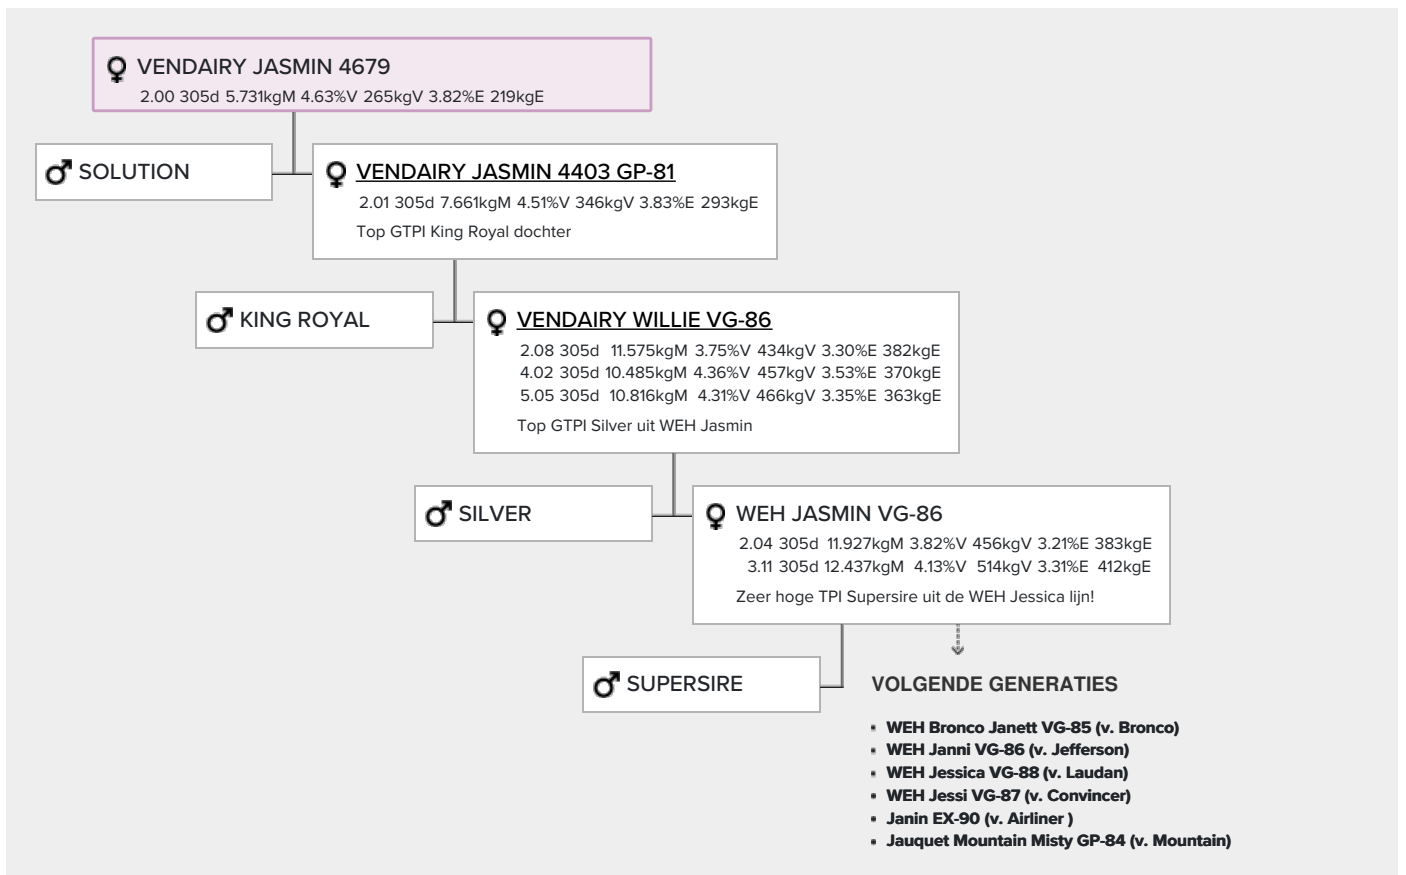 VENDAIRY JASMIN 4679
2.00 305d 5.731kgM 4.63%V 265kgV 3.82%E 219kgE
SOLUTION
VENDAIRY JASMIN 4403 GP-81
2.01 305d 7.661kgM 4.51%V 346kgV 3.83%E 293kgE
Top GTPI King Royal dochter
KING ROYAL
VENDAIRY WILLIE VG-86
2.08 305d 11.575kgM 3.75%V 434kgV 3.30%E 382kgE
4.02 305d 10.485kgM 4.36%V 457kgV 3.53%E 370kgE
5.05 305d 10.816kgM 4.31%V 466kgV 3.35%E 363kgE
Top GTPI Silver uit WEH Jasmin
SILVER
WEH JASMIN VG-86
2.04 305d 11.927kgM 3.82%V 456kgV 3.21%E 383kgE
3.11 305d 12.437kgM 4.13%V 514kgV 3.31%E 412kgE
Zeer hoge TPI Supersire uit de WEH Jessica lijn!
SUPERSIRE
VOLGENDE GENERATIES
▪ WEH Bronco Janett VG-85 (v. Bronco)
▪ WEH Janni VG-86 (v. Jefferson)
▪ WEH Jessica VG-88 (v. Laudan)
▪ WEH Jessi VG-87 (v. Convincer)
▪ Janin EX-90 (v. Airliner )
▪ Jauquet Mountain Misty GP-84 (v. Mountain)